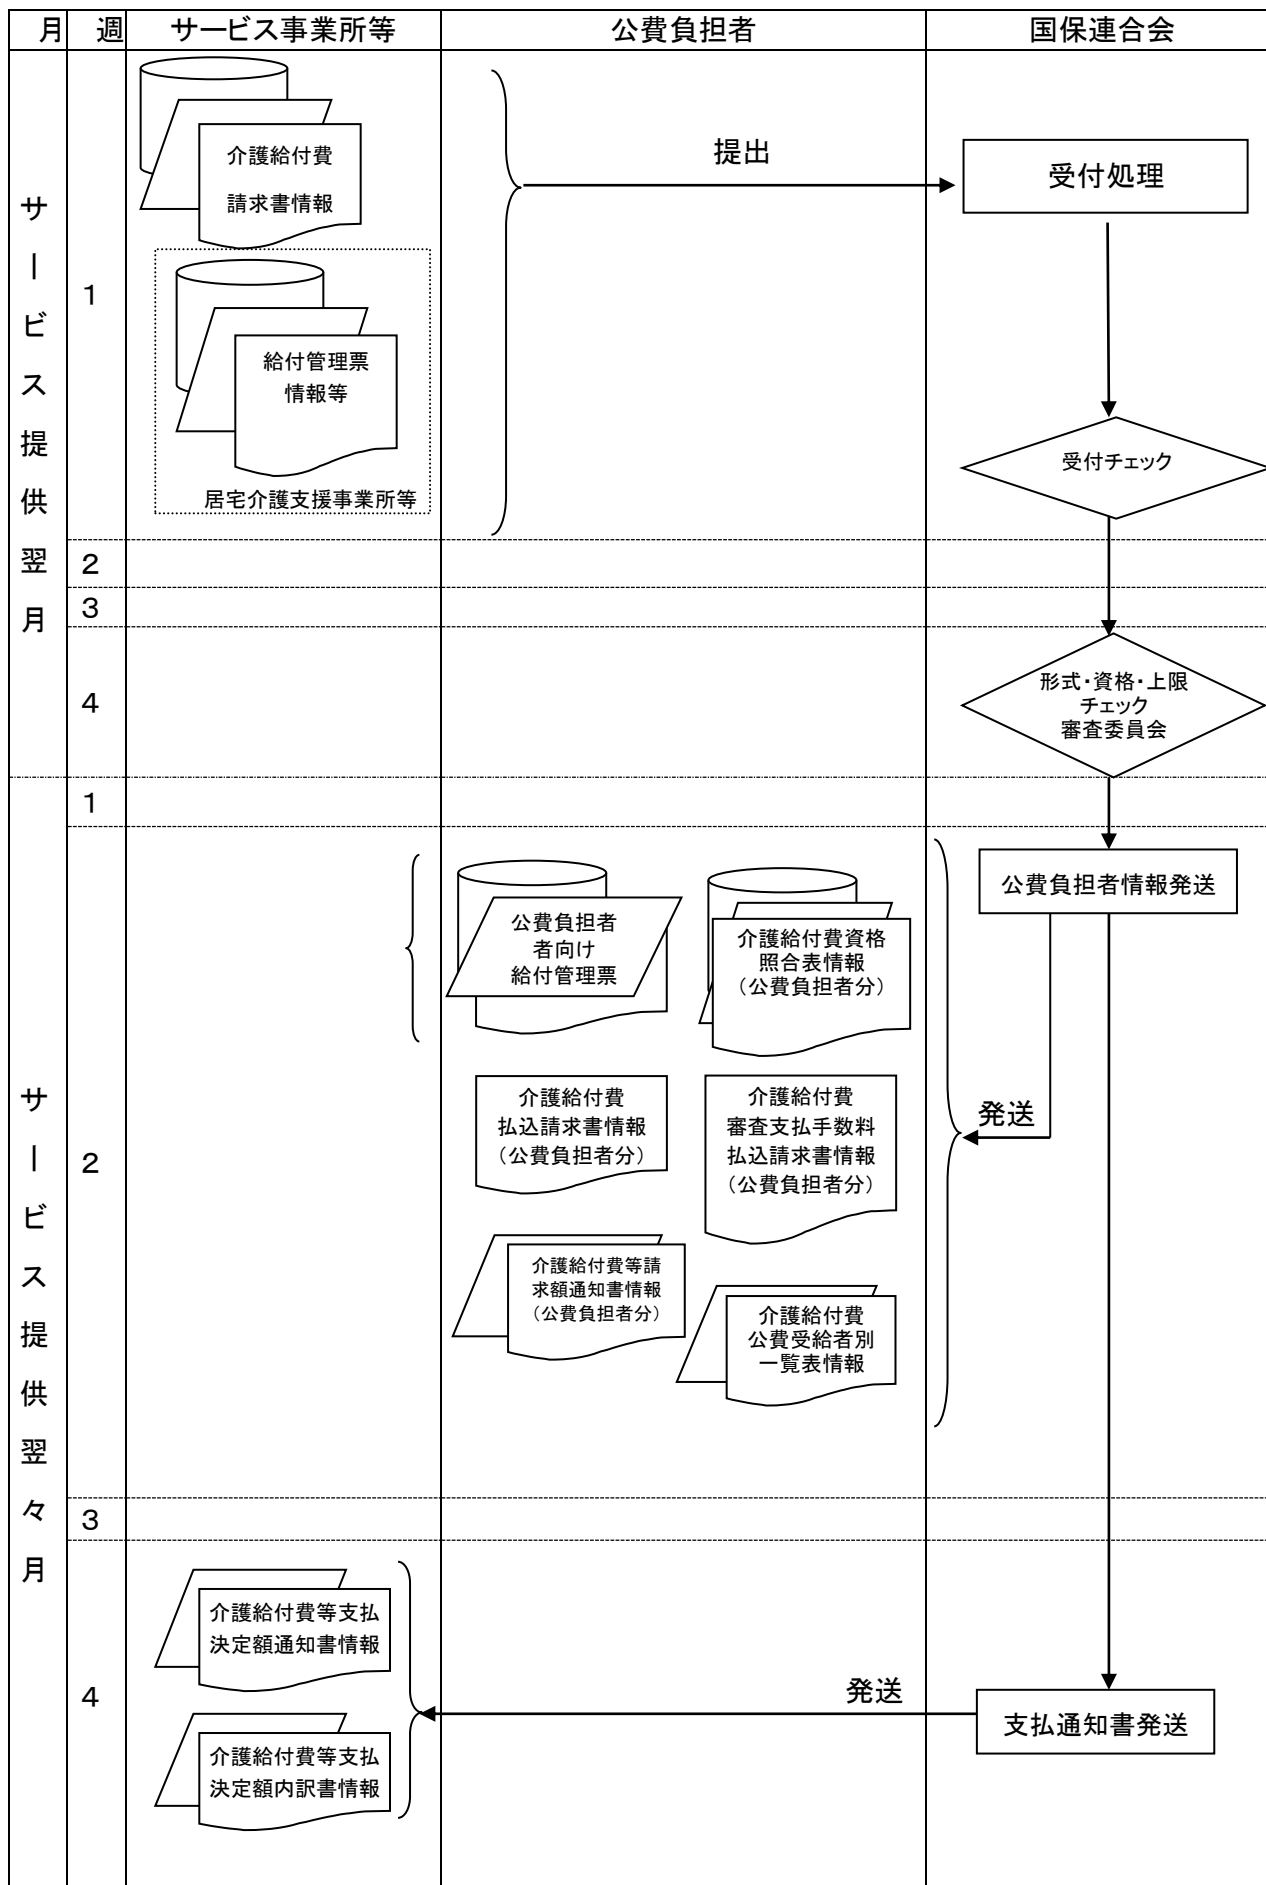 月 週 サービス事業所等 公費負担者 国保連合会
サービス提供翌月
1
介護給付費
請求書情報
提出
受付処理
給付管理票
情報等
居宅介護支援事業所等
受付チェック
2
3
4
形式・資格・上限
チェック
審査委員会
サービス提供翌々月
1
2
公費負担者情報発送
公費負担者
者向け
給付管理票
介護給付費資格
照合表情報
（公費負担者分）
介護給付費
払込請求書情報
（公費負担者分）
介護給付費
審査支払手数料
払込請求書情報
（公費負担者分）
発送
介護給付費等請
求額通知書情報
（公費負担者分）
介護給付費
公費受給者別
一覧表情報
3
4
介護給付費等支払
決定額通知書情報
発送
支払通知書発送
介護給付費等支払
決定額内訳書情報